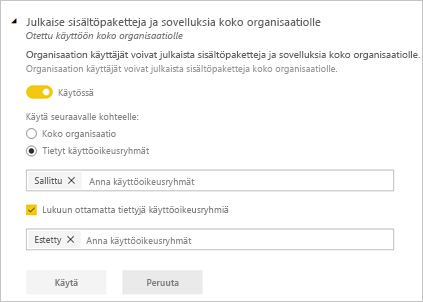 Julkaise sisältöpaketteja ja sovelluksia koko organisaatiolle
Otettu käyttöön koko organisaatiolle
Organisaation käyttäjät voivat julkaista sisältöpaketteja ja sovelluksia koko organisaatiolle.
Organisaation käyttäjät voivat julkaista sisältöpaketteja koko organisaatiolle.
Käytössä
Käytä seuraavalle kohteelle:
Koko organisaatio
Tietyt käyttöoikeusryhmät
Sallittu Anna käyttöoikeusryhmät
Lukuun ottamatta tiettyjä käyttöoikeusryhmiä
Estetty Anna käyttöoikeusryhmät
Käytä Peruuta